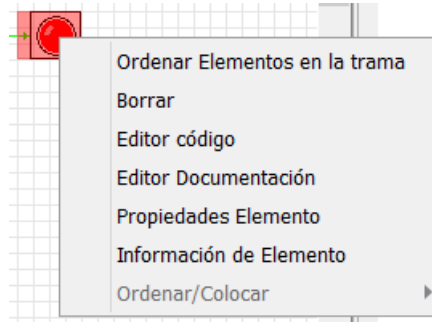 Ordenar Elementos en la trama
Borrar
Editor código
Editor Documentación
Propiedades Elemento
Información de Elemento
Ordenar/Colocar